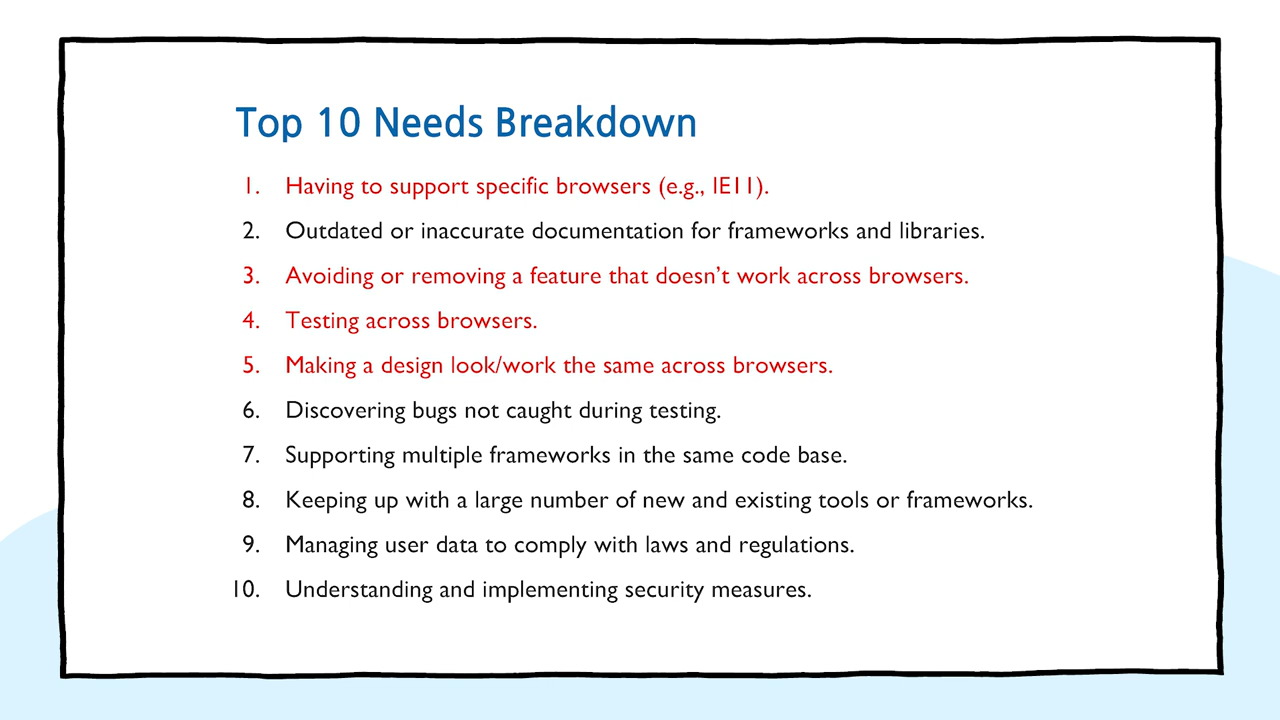 Top 10 Needs Breakdown
1. Having to support specific browsers (e.g., IE11).
2. Outdated or inaccurate documentation for frameworks and libraries.
3. Avoiding or removing a feature that doesn’t work across browsers.
4. Testing across browsers.
5. Making a design look/work the same across browsers.
6. Discovering bugs not caught during testing.
7. Supporting multiple frameworks in the same code base.
8. Keeping up with a large number of new and existing tools or frameworks.
9. Managing user data to comply with laws and regulations.
10. Understanding and implementing security measures.